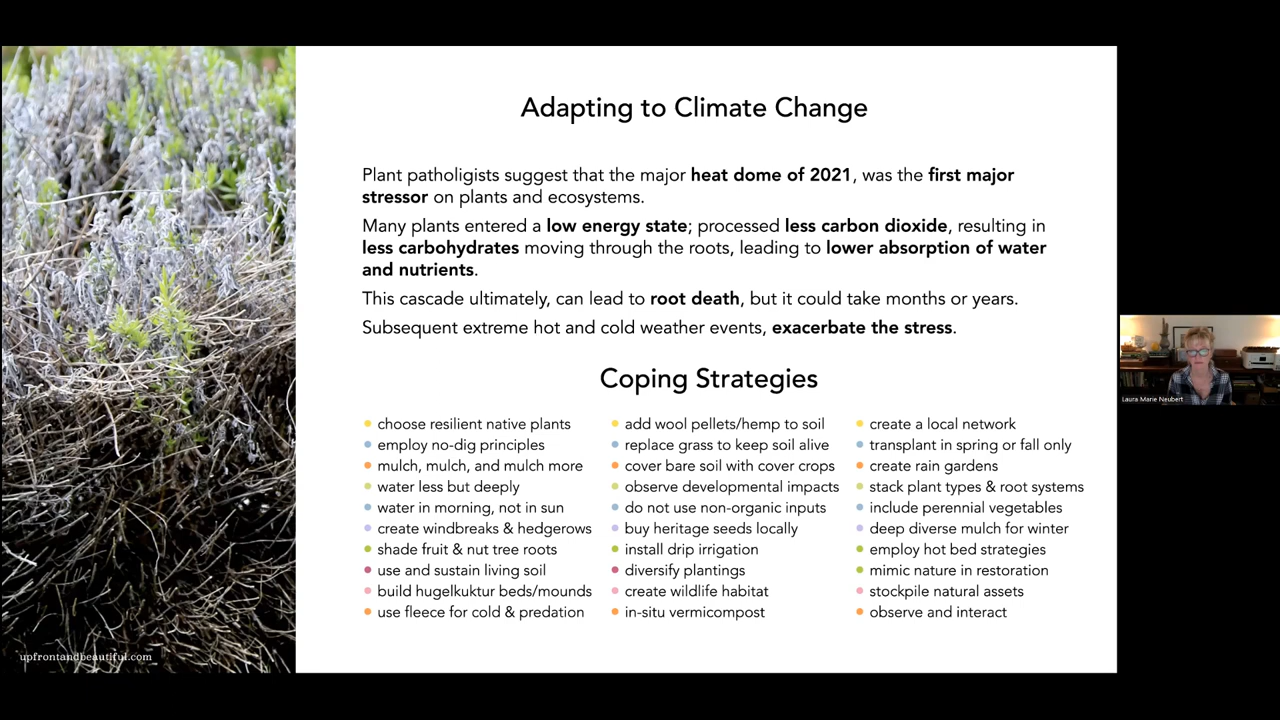 Adapting to Climate Change
Plant patholigists suggest that the major heat dome of 2021, was the first major
stressor on plants and ecosystems.
Many plants entered a low energy state; processed less carbon dioxide, resulting in
less carbohydrates moving through the roots, leading to lower absorption of water
and nutrients.
This cascade ultimately, can lead to root death, but it could take months or years.
Subsequent extreme hot and cold weather events, exacerbate the stress.
Coping Strategies
choose resilient native plants
employ no-dig principles
mulch, mulch, and mulch more
water less but deeply
water in morning, not in sun
create windbreaks & hedgerows
shade fruit & nut tree roots
use and sustain living soil
build hugelkuktur beds/mounds
use fleece for cold & predation
add wool pellets/hemp to soil
replace grass to keep soil alive
cover bare soil with cover crops
observe developmental impacts
do not use non-organic inputs
buy heritage seeds locally
install drip irrigation
diversify plantings
create wildlife habitat
in-situ vermicompost
create a local network
transplant in spring or fall only
create rain gardens
stack plant types & root systems
include perennial vegetables
deep diverse mulch for winter
employ hot bed strategies
mimic nature in restoration
stockpile natural assets
observe and interact
upfrontandbeautiful.com
Laura Marie Neubert